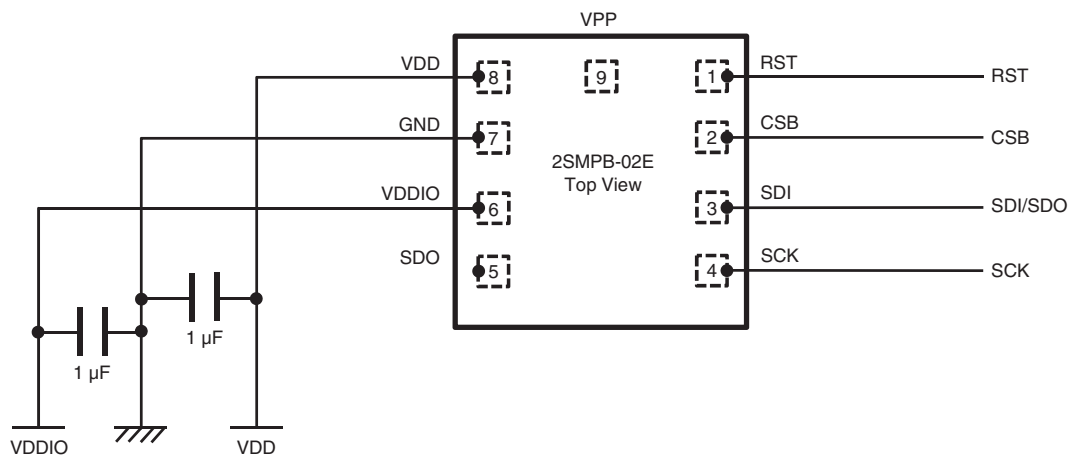 VPP
VDD 8 9 1 RST RST
GND 7 2 CSB CSB
2SMPB-02E
Top View
VDDIO 6 3 SDI SDI/SDO
SDO 5 4 SCK SCK
1 µF
1 µF
VDDIO VDD